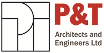 P&T
Architects and
Engineers Ltd